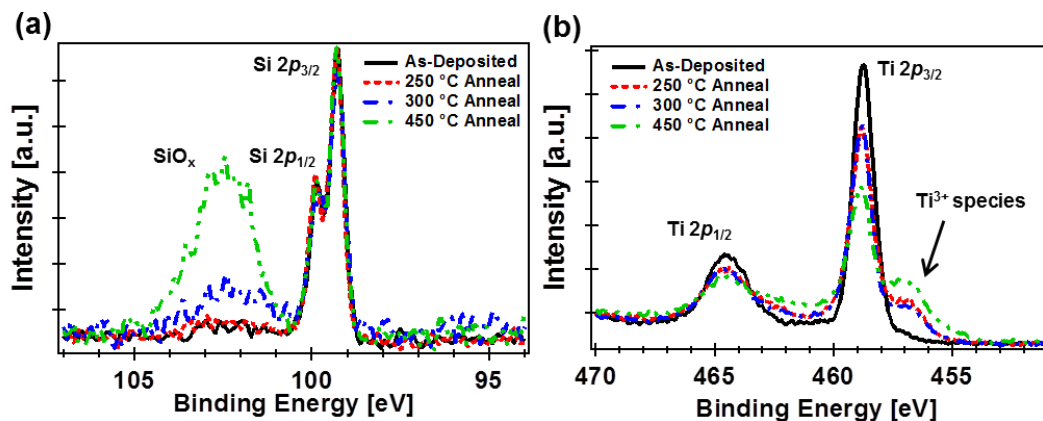 (a)
Intensity [a.u.]
SiOₓ
Si 2p₁/₂
Si 2p₃/₂
As-Deposited
250 °C Anneal
300 °C Anneal
450 °C Anneal
105
100
95
Binding Energy [eV]
(b)
Intensity [a.u.]
As-Deposited
250 °C Anneal
300 °C Anneal
450 °C Anneal
Ti 2p₃/₂
Ti³⁺ species
Ti 2p₁/₂
470
465
460
455
Binding Energy [eV]